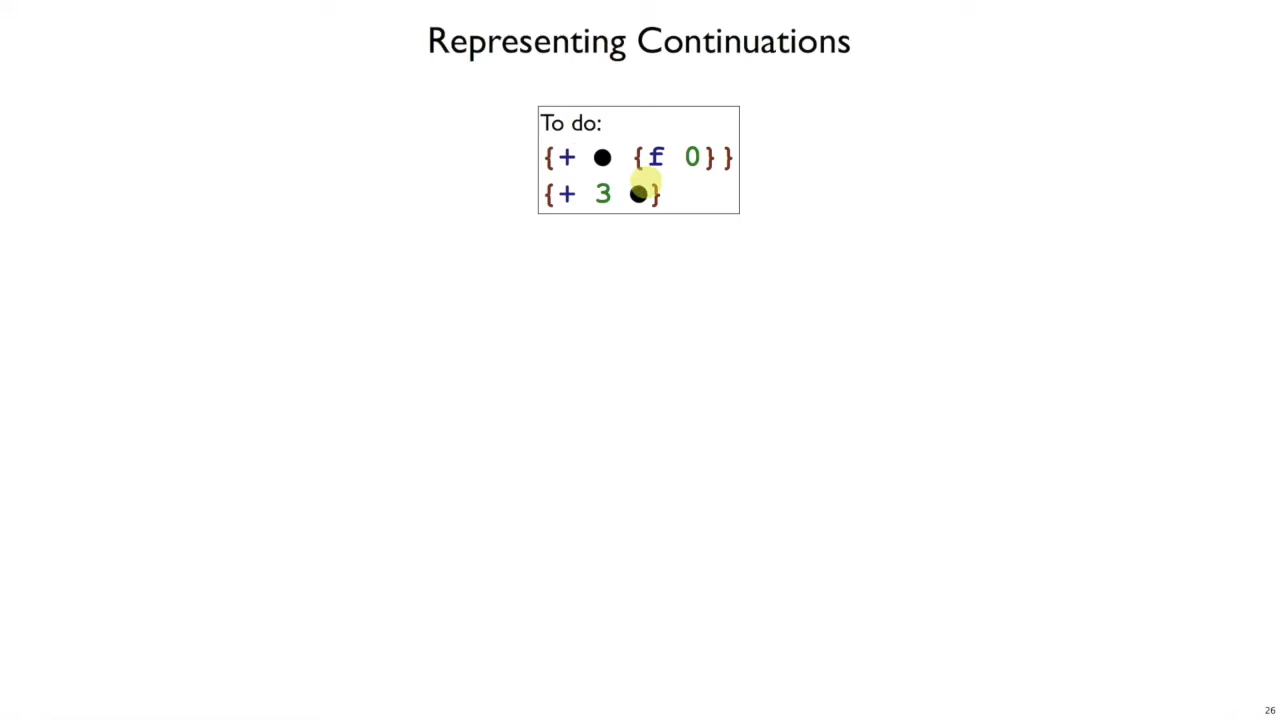 Representing Continuations
To do:
{+ ● {f 0}}
{+ 3 ●}
26